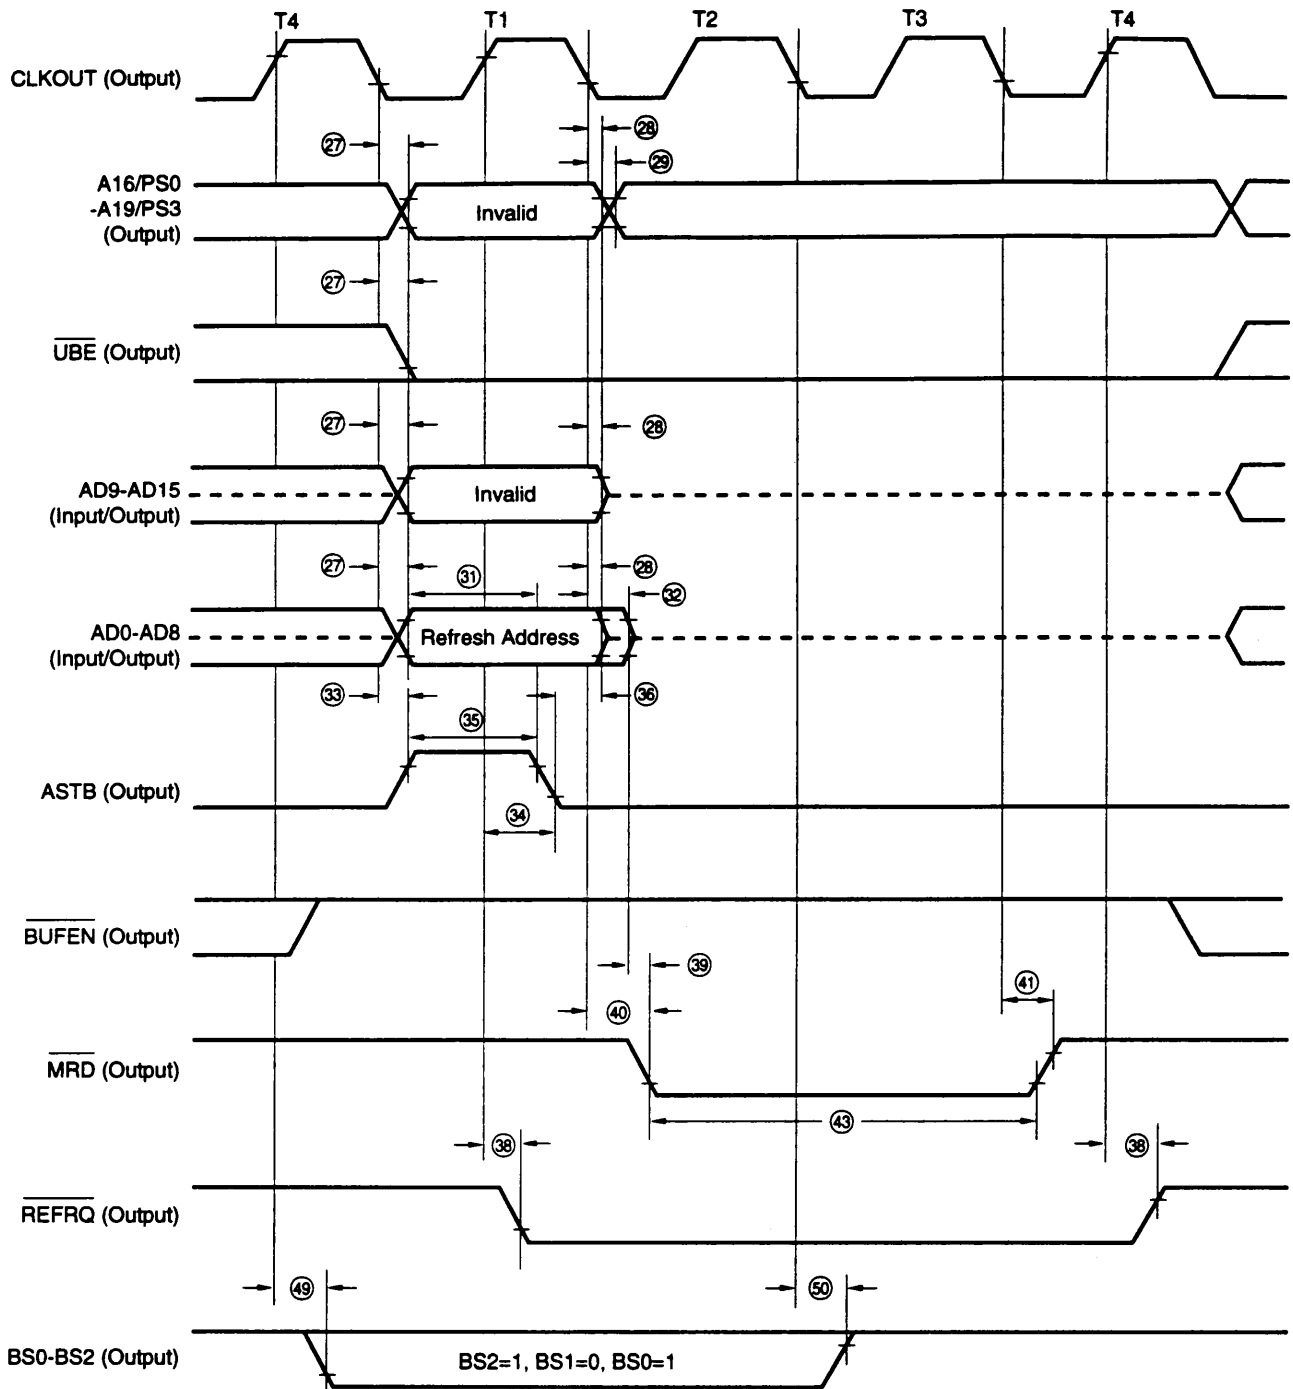 T4 T1 T2 T3 T4
CLKOUT (Output)
28
27
29
A16/PS0
-A19/PS3
(Output)
Invalid
27
UBE (Output)
27
28
AD9-AD15
(Input/Output)
Invalid
27
31
28
32
AD0-AD8
(Input/Output)
Refresh Address
33
36
35
ASTB (Output)
34
BUFEN (Output)
39
41
40
MRD (Output)
43
38
38
REFRQ (Output)
49
50
BS0-BS2 (Output)
BS2=1, BS1=0, BS0=1